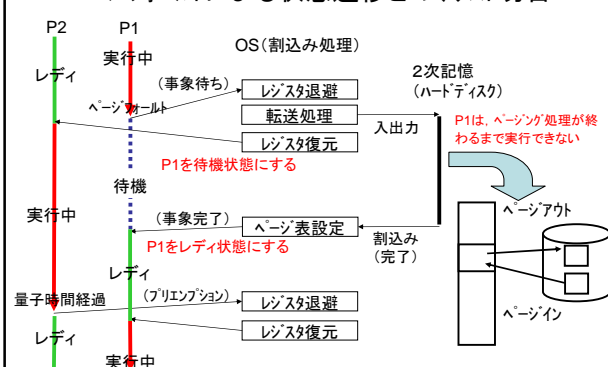 P2
P1
OS(割込み処理)
実行中
レディ
2次記憶
(ハードディスク)
(事象待ち)
レジスタ退避
ページフォールト
転送処理
入出力
P1は、ページング処理が終
わるまで実行できない
レジスタ復元
P1を待機状態にする
待機
実行中
(事象完了)
ページ表設定
割込み
(完了)
P1をレディ状態にする
ページアウト
レディ
量子時間経過
(プリエンプション)
レジスタ退避
ページイン
レディ
レジスタ復元
実行中